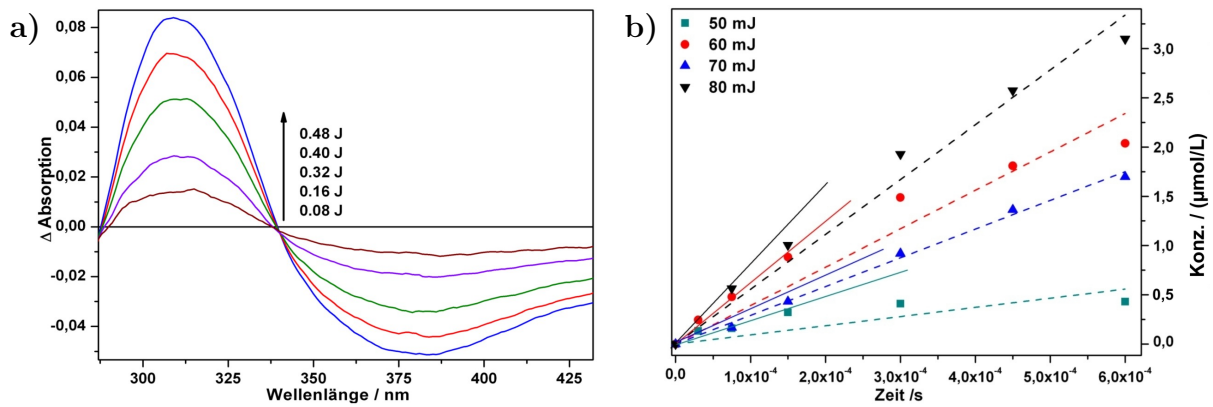 a)
0,08
0,06
0,04
0,02
0,00
-0,02
-0,04
Δ Absorption
0.48 J
0.40 J
0.32 J
0.16 J
0.08 J
300 325 350 375 400 425
Wellenlänge / nm
b)
50 mJ
60 mJ
70 mJ
80 mJ
3,0
2,5
2,0
1,5
1,0
0,5
0,0
Konz. / (µmol/L)
0,0 1,0x10-4 2,0x10-4 3,0x10-4 4,0x10-4 5,0x10-4 6,0x10-4
Zeit /s